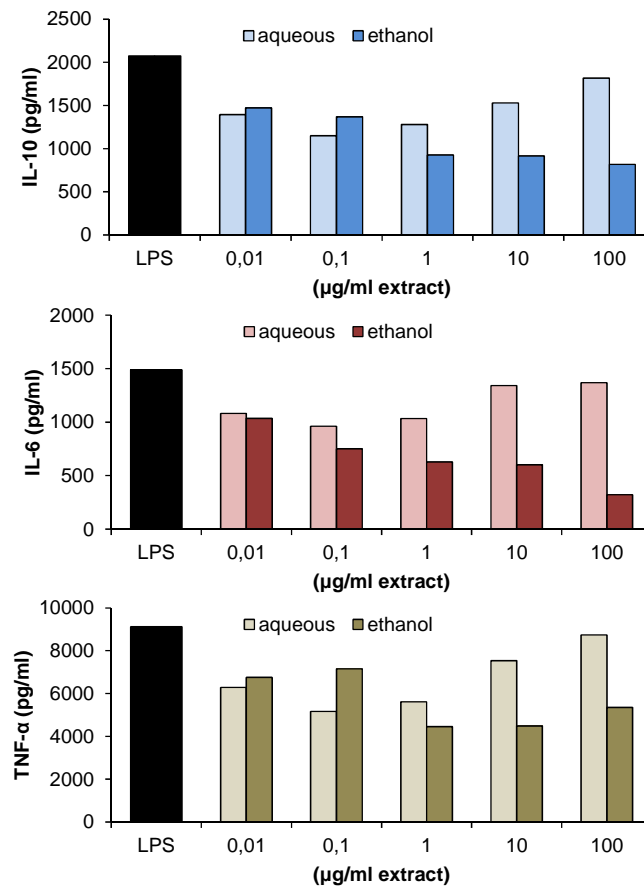 2500
2000
1500
1000
500
0
IL-10 (pg/ml)
aqueous ethanol
LPS 0,01 0,1 1 10 100
(µg/ml extract)
2000
1500
1000
500
0
IL-6 (pg/ml)
aqueous ethanol
LPS 0,01 0,1 1 10 100
(µg/ml extract)
10000
8000
6000
4000
2000
0
TNF-α (pg/ml)
aqueous ethanol
LPS 0,01 0,1 1 10 100
(µg/ml extract)